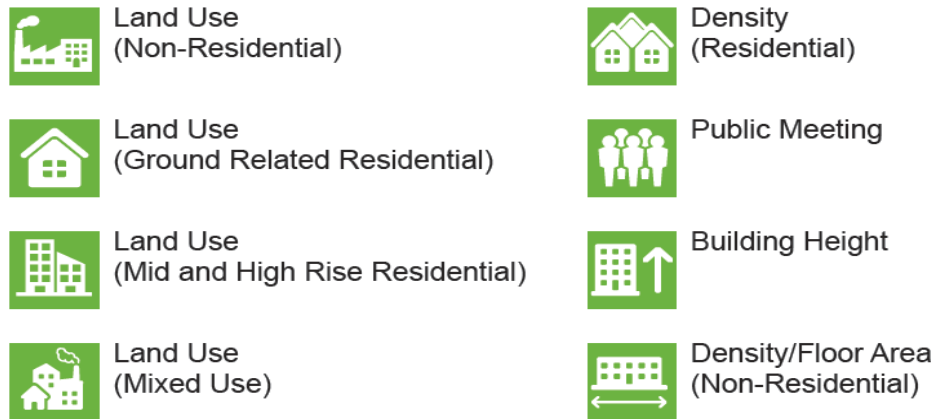 Land Use
(Non-Residential)
Land Use
(Ground Related Residential)
Land Use
(Mid and High Rise Residential)
Land Use
(Mixed Use)
Density
(Residential)
Public Meeting
Building Height
Density/Floor Area
(Non-Residential)